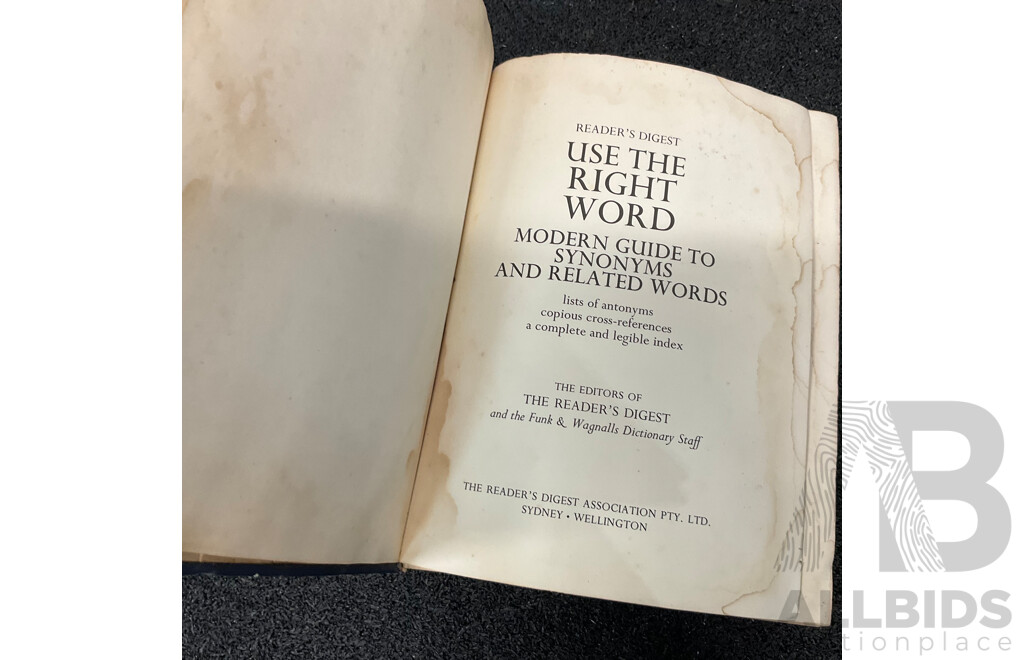 READER'S DIGEST
USE THE
RIGHT
WORD
MODERN GUIDE TO
SYNONYMS
AND RELATED WORDS
lists of antonyms
copious cross-references
a complete and legible index
THE EDITORS OF
THE READER'S DIGEST
and the Funk & Wagnalls Dictionary Staff
THE READER'S DIGEST ASSOCIATION PTY. LTD.
SYDNEY • WELLINGTON
AB
ALLBIDS
tionplace